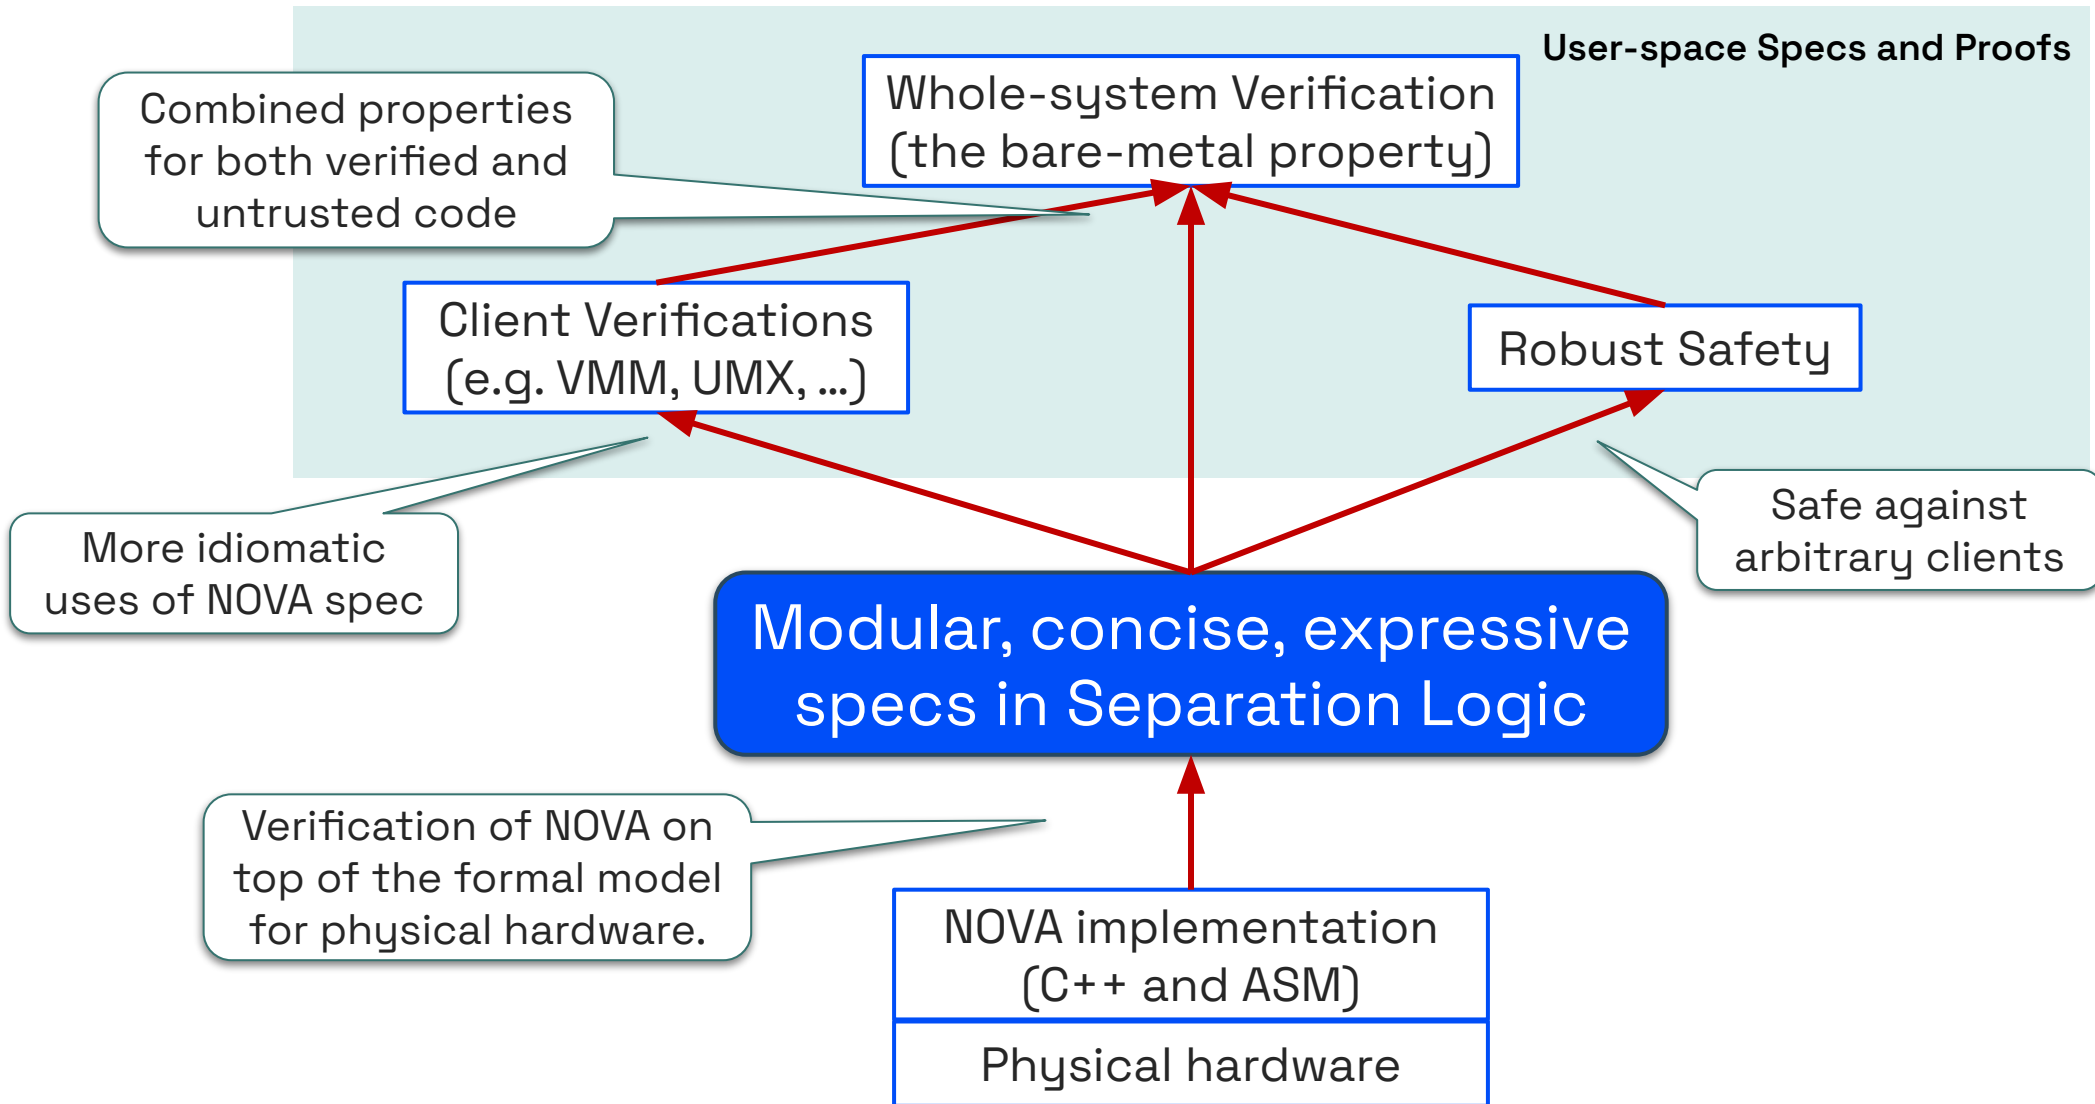 User-space Specs and Proofs
Whole-system Verification
(the bare-metal property)
Combined properties
for both verified and
untrusted code
Client Verifications
(e.g. VMM, UMX, ...)
Robust Safety
More idiomatic
uses of NOVA spec
Safe against
arbitrary clients
Modular, concise, expressive
specs in Separation Logic
Verification of NOVA on
top of the formal model
for physical hardware.
NOVA implementation
(C++ and ASM)
Physical hardware